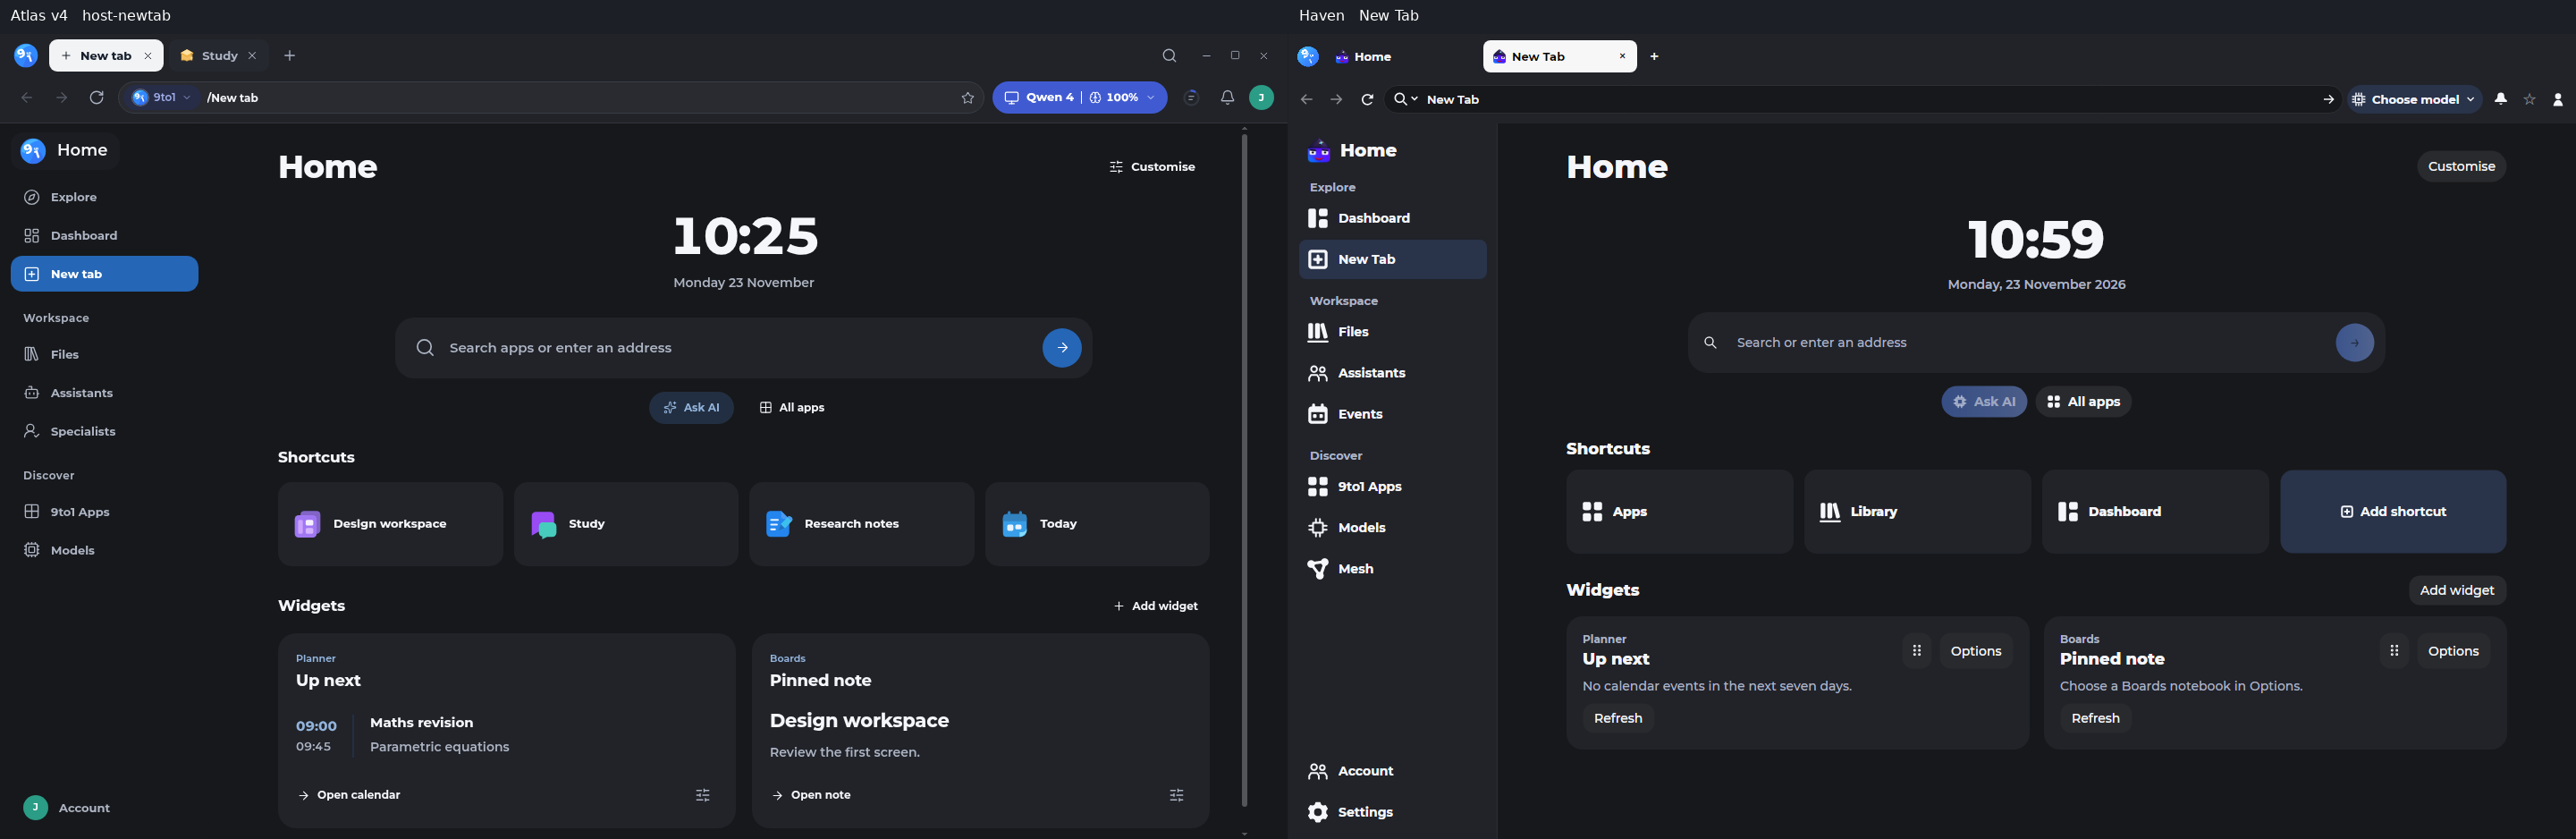 Atlas v4 host-newtab
New tab
Study
9to1
/New tab
Qwen 4 | 100%
J
Home
Explore
Dashboard
New tab
Workspace
Files
Assistants
Specialists
Discover
9to1 Apps
Models
J Account
Home
Customise
10:25
Monday 23 November
Search apps or enter an address
Ask AI
All apps
Shortcuts
Design workspace
Study
Research notes
Today
Widgets
Add widget
Planner
Up next
09:00
09:45
Maths revision
Parametric equations
Open calendar
Boards
Pinned note
Design workspace
Review the first screen.
Open note
Haven New Tab
Home
New Tab
New Tab
Choose model
Home
Explore
Dashboard
New Tab
Workspace
Files
Assistants
Events
Discover
9to1 Apps
Models
Mesh
Account
Settings
Home
Customise
10:59
Monday, 23 November 2026
Search or enter an address
Ask AI
All apps
Shortcuts
Apps
Library
Dashboard
Add shortcut
Widgets
Add widget
Planner
Up next
Options
No calendar events in the next seven days.
Refresh
Boards
Pinned note
Options
Choose a Boards notebook in Options.
Refresh